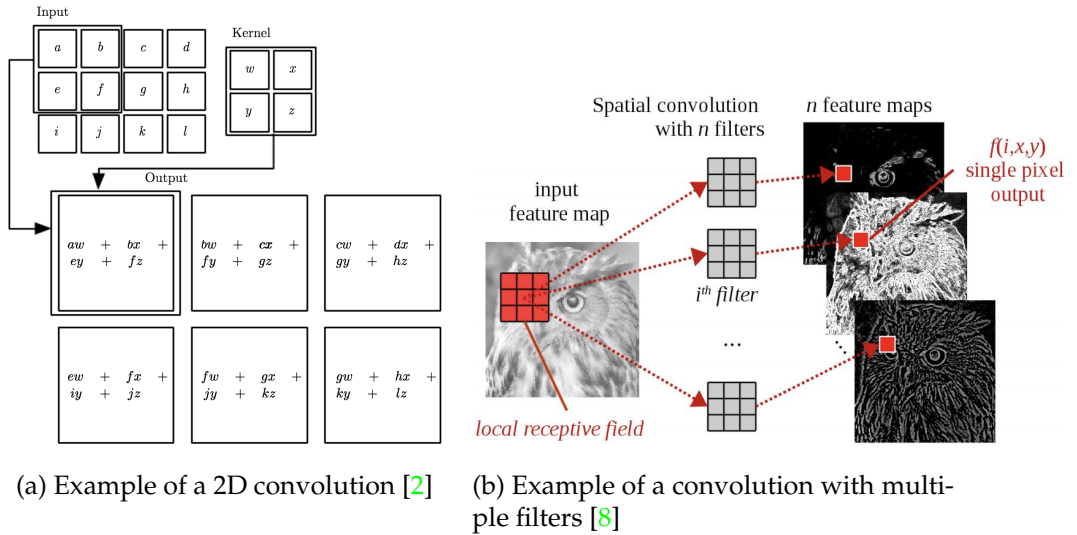 Input
Kernel
a b c d
e f g h
i j k l
w x
y z
Output
aw + bx +
ey + fz
bw + cx +
fy + gz
cw + dx +
gy + hz
ew + fx +
iy + jz
fw + gx +
jy + kz
gw + hx +
ky + lz
(a) Example of a 2D convolution [2]
Spatial convolution
with n filters
n feature maps
input
feature map
f(i,x,y)
single pixel
output
iᵗʰ filter
...
...
local receptive field
(b) Example of a convolution with multi-
ple filters [8]